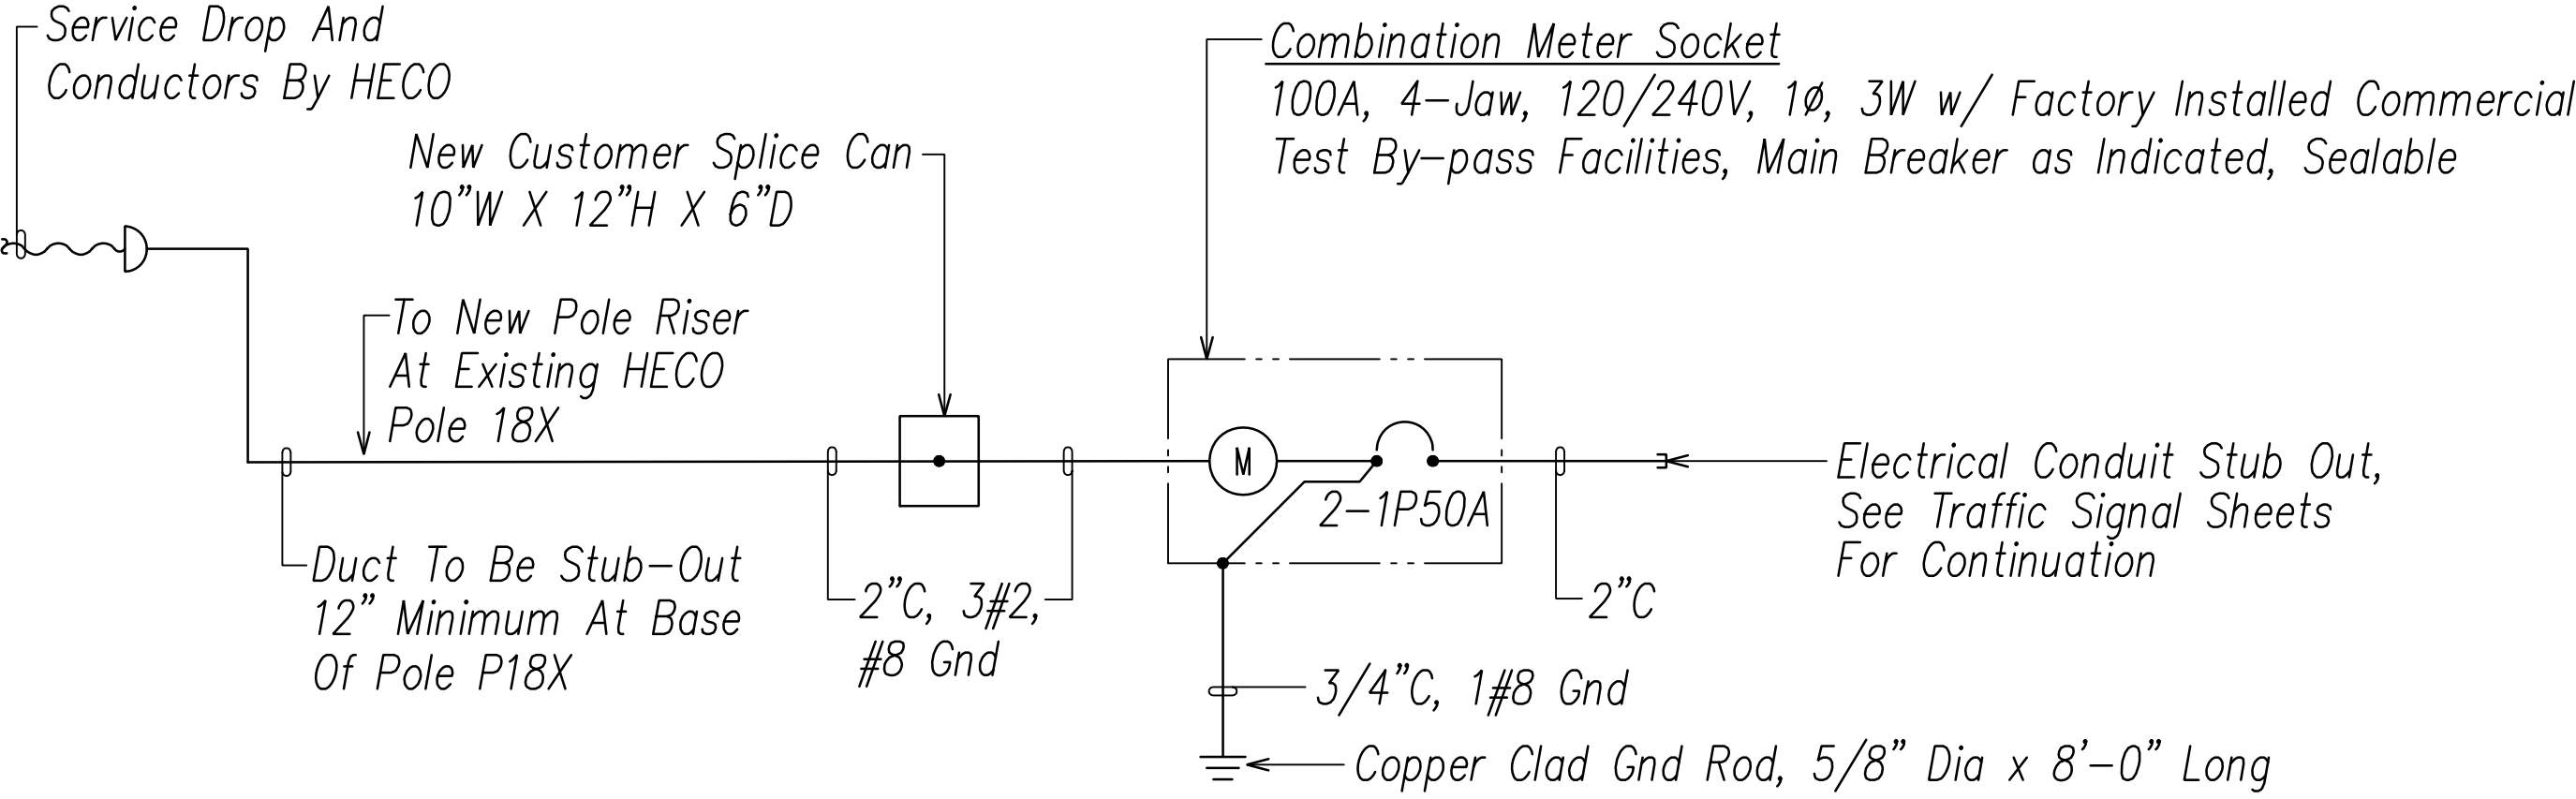 Service Drop And
Conductors By HECO
New Customer Splice Can
10"W X 12"H X 6"D
Combination Meter Socket
100A, 4-Jaw, 120/240V, 1ø, 3W w/ Factory Installed Commercial
Test By-pass Facilities, Main Breaker as Indicated, Sealable
To New Pole Riser
At Existing HECO
Pole 18X
M
2-1P50A
Electrical Conduit Stub Out,
See Traffic Signal Sheets
For Continuation
Duct To Be Stub-Out
12" Minimum At Base
Of Pole P18X
2"C, 3#2,
#8 Gnd
2"C
3/4"C, 1#8 Gnd
Copper Clad Gnd Rod, 5/8" Dia x 8'-0" Long